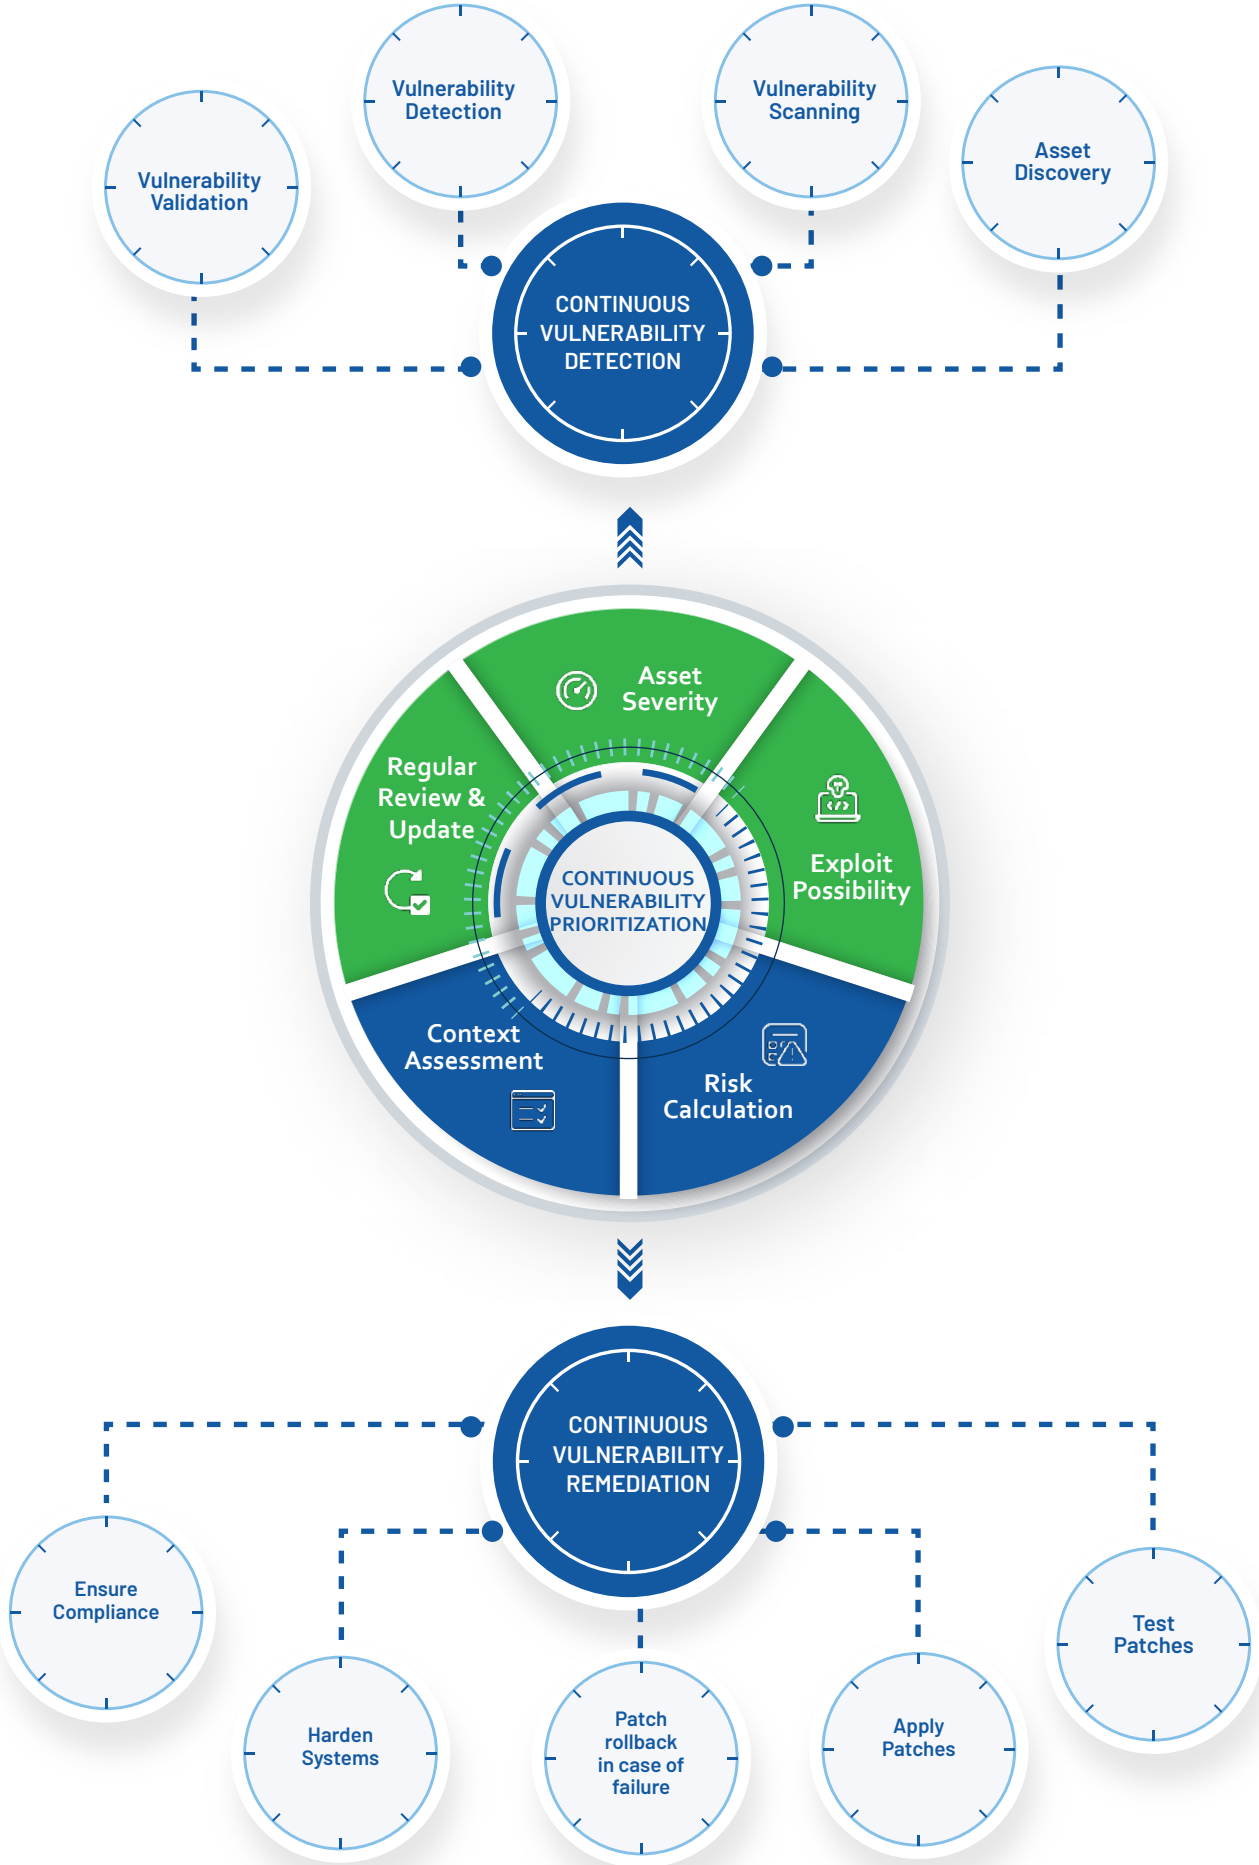 Vulnerability
Detection
Vulnerability
Scanning
Asset
Discovery
Vulnerability
Validation
CONTINUOUS
VULNERABILITY
DETECTION
Asset
Severity
Regular
Review &
Update
Exploit
Possibility
CONTINUOUS
VULNERABILITY
PRIORITIZATION
Context
Assessment
Risk
Calculation
CONTINUOUS
VULNERABILITY
REMEDIATION
Ensure
Compliance
Test
Patches
Harden
Systems
Patch
rollback
in case of
failure
Apply
Patches